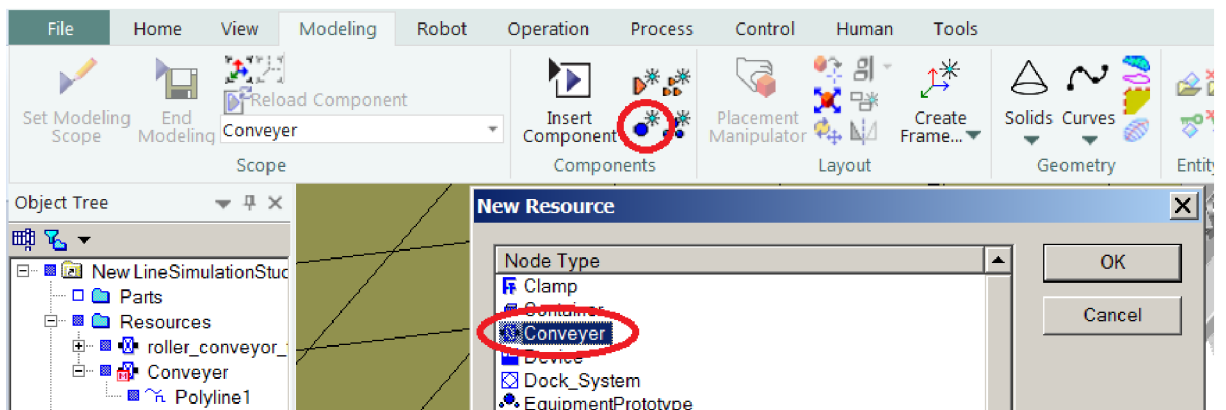 File Home View Modeling Robot Operation Process Control Human Tools
Set Modeling Scope
End Modeling
Reload Component
Conveyer
Scope
Insert Component
Components
Placement Manipulator
Layout
Create Frame...
Solids Curves
Geometry
Entity
Object Tree
New LineSimulationStud
Parts
Resources
roller_conveyor_
Conveyer
Polyline1
New Resource
Node Type
Clamp
Container
Conveyer
Device
Dock_System
EquipmentPrototype
OK
Cancel